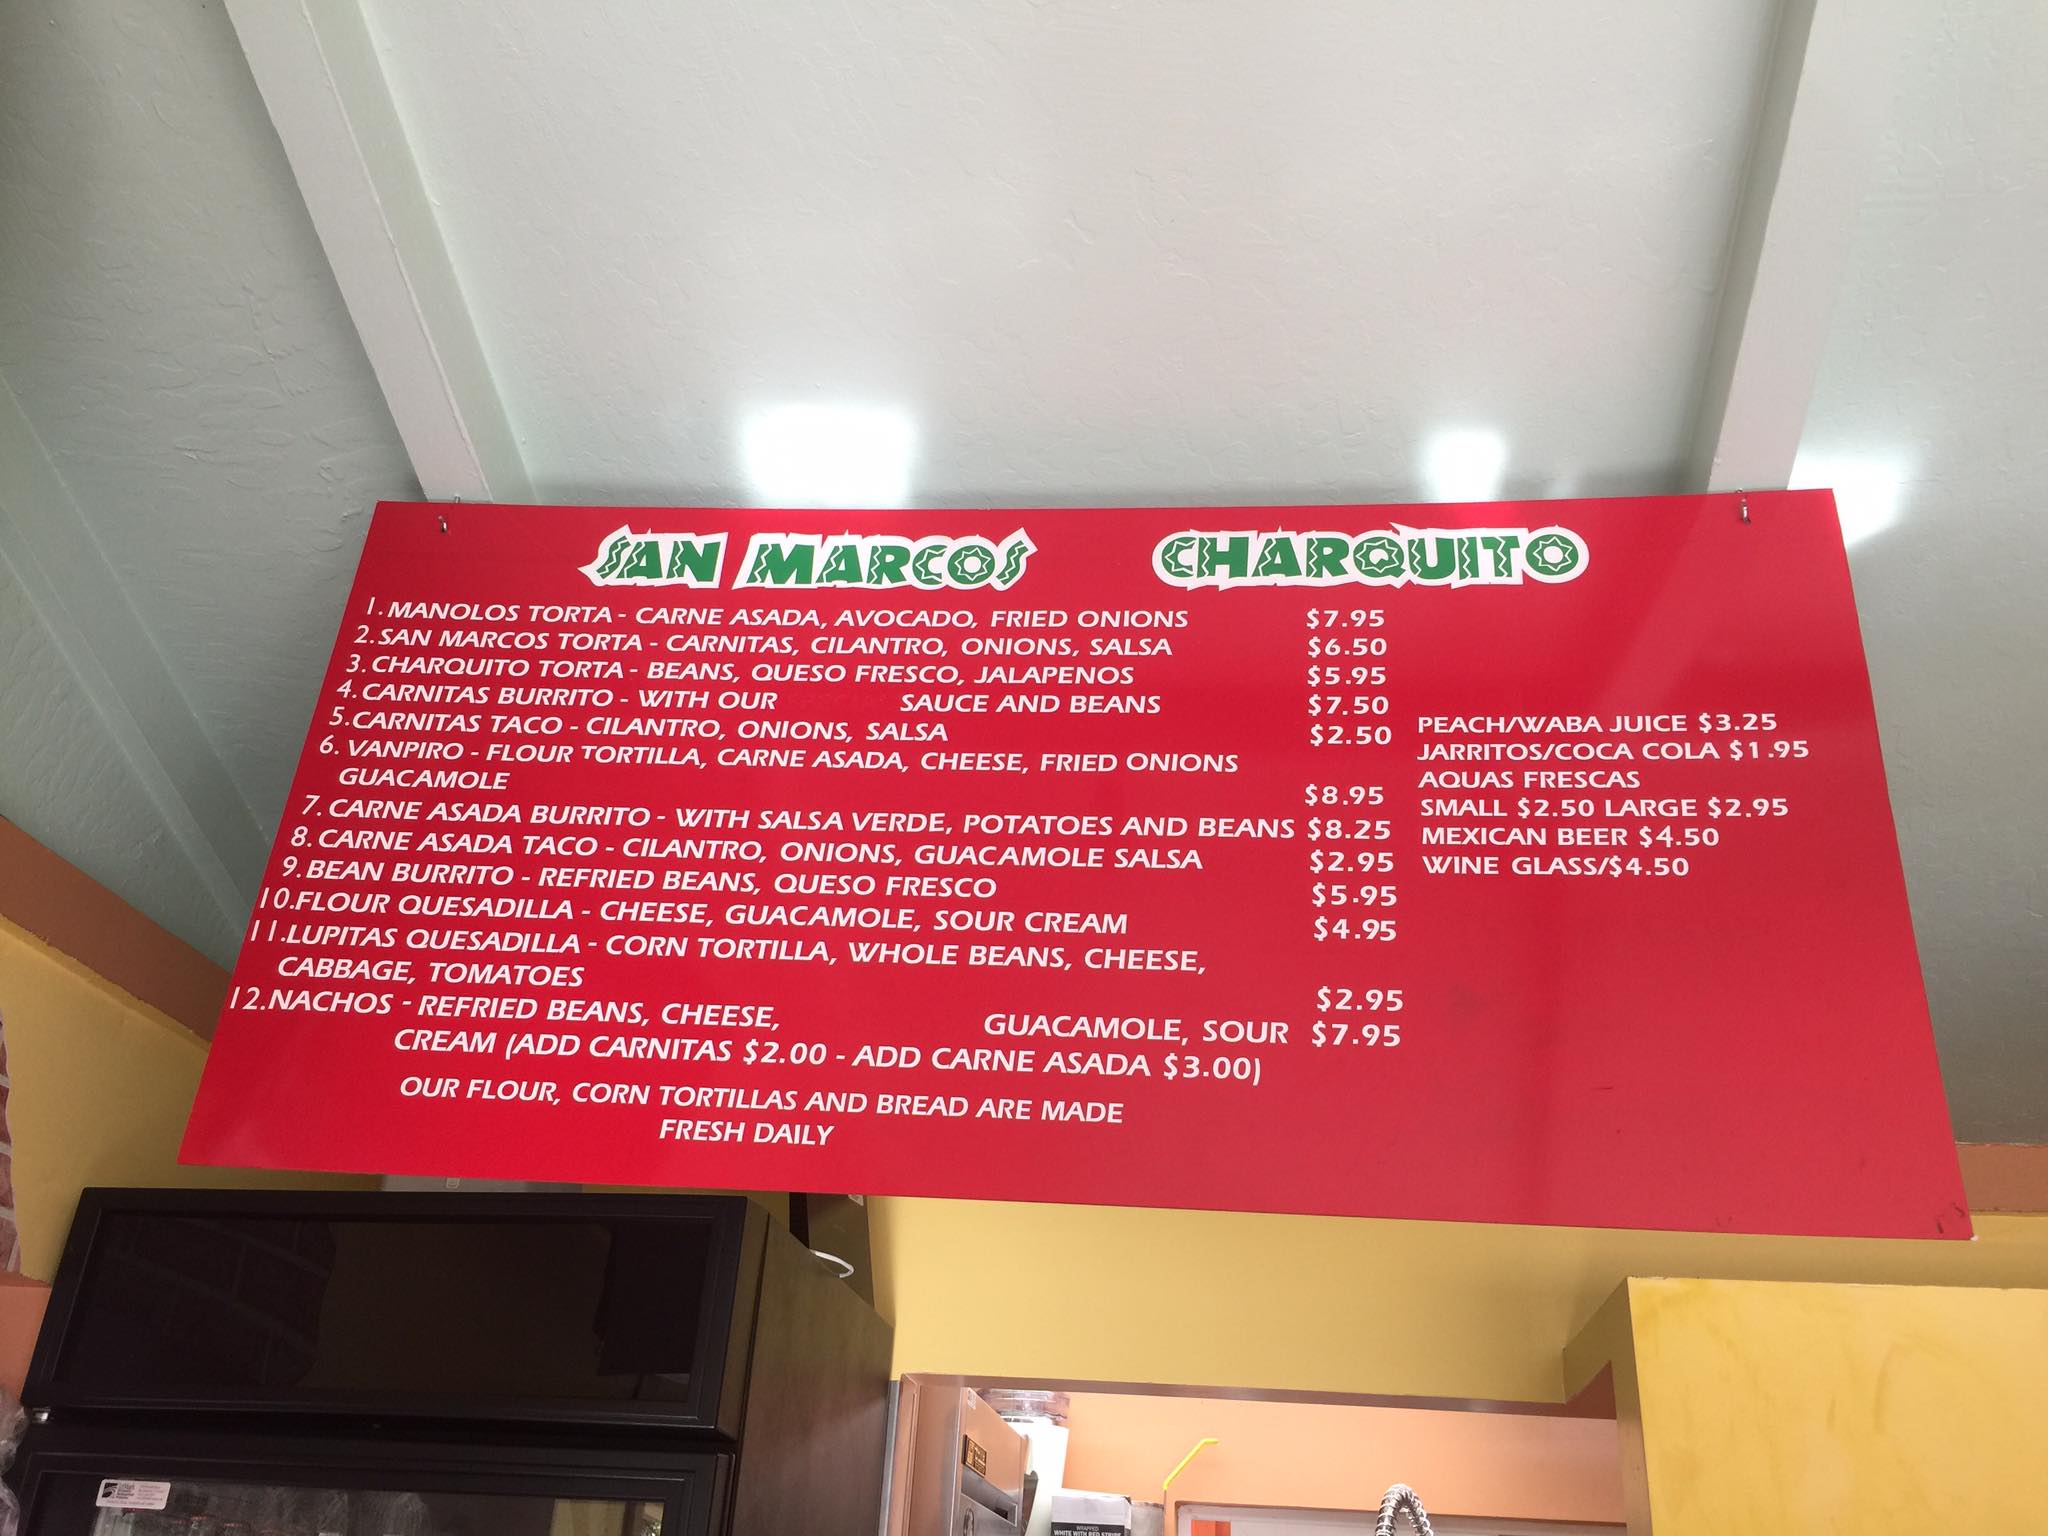 SAN MARCOS CHARQUITO
1. MANOLOS TORTA - CARNE ASADA, AVOCADO, FRIED ONIONS $7.95
2. SAN MARCOS TORTA - CARNITAS, CILANTRO, ONIONS, SALSA $6.50
3. CHARQUITO TORTA - BEANS, QUESO FRESCO, JALAPENOS $5.95
4. CARNITAS BURRITO - WITH OUR SAUCE AND BEANS $7.50
5. CARNITAS TACO - CILANTRO, ONIONS, SALSA $2.50
6. VANPIRO - FLOUR TORTILLA, CARNE ASADA, CHEESE, FRIED ONIONS
GUACAMOLE $8.95
7. CARNE ASADA BURRITO - WITH SALSA VERDE, POTATOES AND BEANS $8.25
8. CARNE ASADA TACO - CILANTRO, ONIONS, GUACAMOLE SALSA $2.95
9. BEAN BURRITO - REFRIED BEANS, QUESO FRESCO $5.95
10. FLOUR QUESADILLA - CHEESE, GUACAMOLE, SOUR CREAM $4.95
11. LUPITAS QUESADILLA - CORN TORTILLA, WHOLE BEANS, CHEESE,
CABBAGE, TOMATOES $2.95
12. NACHOS - REFRIED BEANS, CHEESE, GUACAMOLE, SOUR $7.95
CREAM (ADD CARNITAS $2.00 - ADD CARNE ASADA $3.00)
OUR FLOUR, CORN TORTILLAS AND BREAD ARE MADE
FRESH DAILY
PEACH/WABA JUICE $3.25
JARRITOS/COCA COLA $1.95
AQUAS FRESCAS
SMALL $2.50 LARGE $2.95
MEXICAN BEER $4.50
WINE GLASS/$4.50
WRAPPED
WHITE WITH RED STRIPE